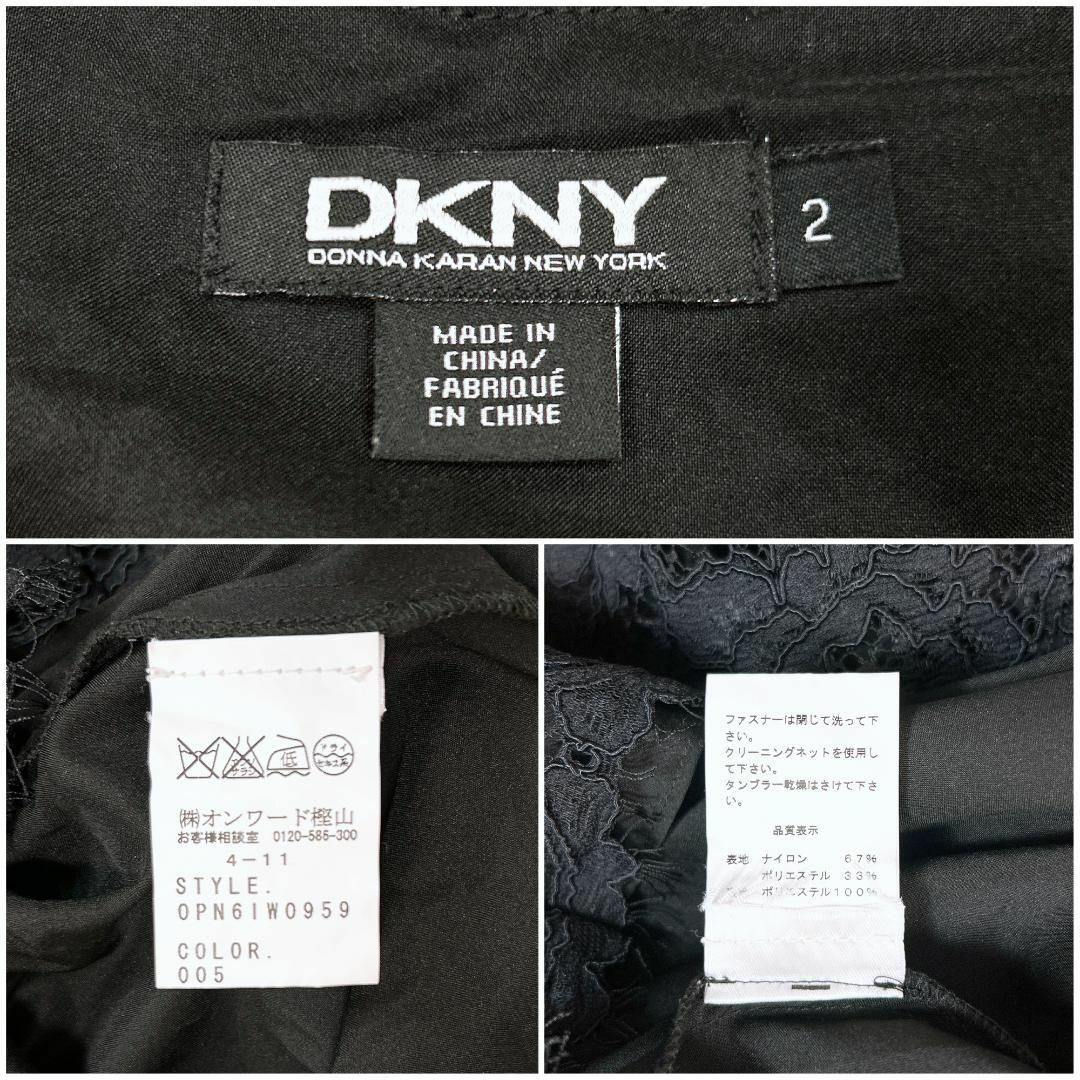 DKNY
DONNA KARAN NEW YORK
2
MADE IN
CHINA/
FABRIQUÉ
EN CHINE
低
㈱オンワード樫山
お客様相談室 0120-586-300
4-11
STYLE.
OPN6IW0959
COLOR.
005
ファスナーは閉じて洗って下
さい。
クリーニングネットを使用し
て下さい。
タンブラー乾燥はさけて下さ
い。
品質表示
表地 ナイロン 67%
ポリエステル 33%
ポリエステル100%